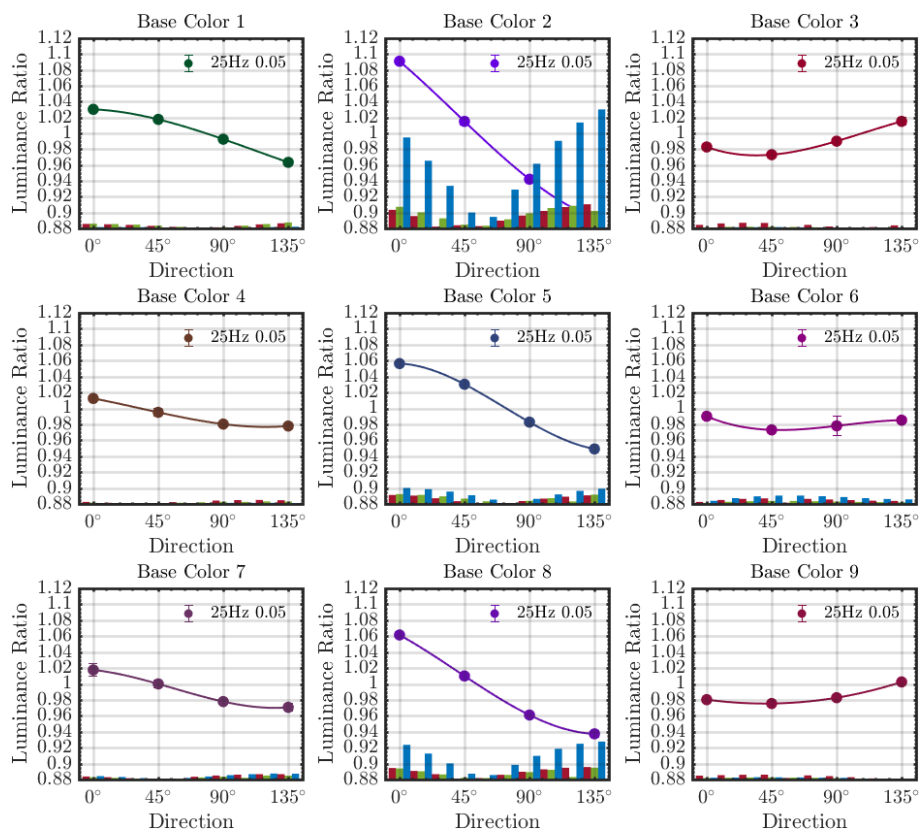 Base Color 1
Luminance Ratio
1.12
1.1
1.08
1.06
1.04
1.02
1
0.98
0.96
0.94
0.92
0.9
0.88
25Hz 0.05
0° 45° 90° 135°
Direction
Base Color 2
Luminance Ratio
1.12
1.1
1.08
1.06
1.04
1.02
1
0.98
0.96
0.94
0.92
0.9
0.88
25Hz 0.05
0° 45° 90° 135°
Direction
Base Color 3
Luminance Ratio
1.12
1.1
1.08
1.06
1.04
1.02
1
0.98
0.96
0.94
0.92
0.9
0.88
25Hz 0.05
0° 45° 90° 135°
Direction
Base Color 4
Luminance Ratio
1.12
1.1
1.08
1.06
1.04
1.02
1
0.98
0.96
0.94
0.92
0.9
0.88
25Hz 0.05
0° 45° 90° 135°
Direction
Base Color 5
Luminance Ratio
1.12
1.1
1.08
1.06
1.04
1.02
1
0.98
0.96
0.94
0.92
0.9
0.88
25Hz 0.05
0° 45° 90° 135°
Direction
Base Color 6
Luminance Ratio
1.12
1.1
1.08
1.06
1.04
1.02
1
0.98
0.96
0.94
0.92
0.9
0.88
25Hz 0.05
0° 45° 90° 135°
Direction
Base Color 7
Luminance Ratio
1.12
1.1
1.08
1.06
1.04
1.02
1
0.98
0.96
0.94
0.92
0.9
0.88
25Hz 0.05
0° 45° 90° 135°
Direction
Base Color 8
Luminance Ratio
1.12
1.1
1.08
1.06
1.04
1.02
1
0.98
0.96
0.94
0.92
0.9
0.88
25Hz 0.05
0° 45° 90° 135°
Direction
Base Color 9
Luminance Ratio
1.12
1.1
1.08
1.06
1.04
1.02
1
0.98
0.96
0.94
0.92
0.9
0.88
25Hz 0.05
0° 45° 90° 135°
Direction